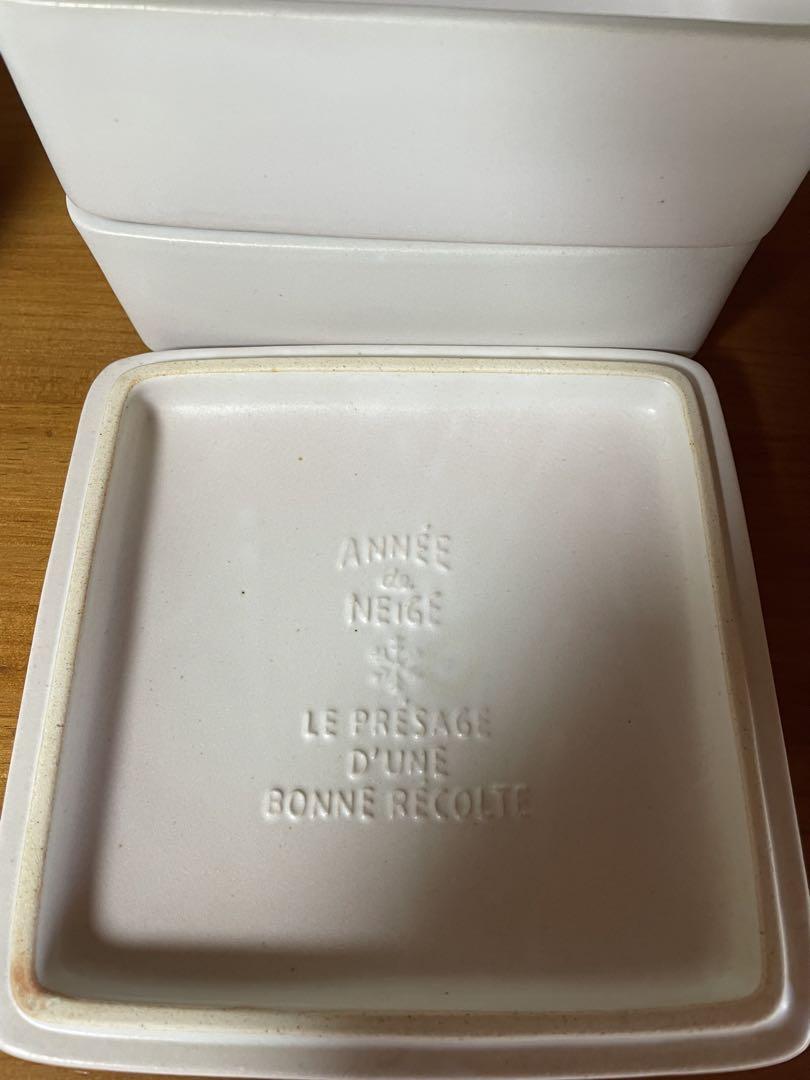 ANNÉE
de
NEIGE
LE PRÉSAGE
D'UNE
BONNE RÉCOLTE